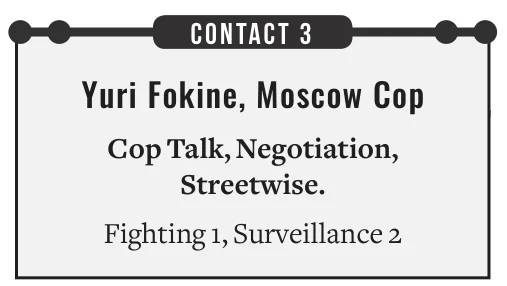 CONTACT 3
Yuri Fokine, Moscow Cop
Cop Talk, Negotiation,
Streetwise.
Fighting 1, Surveillance 2